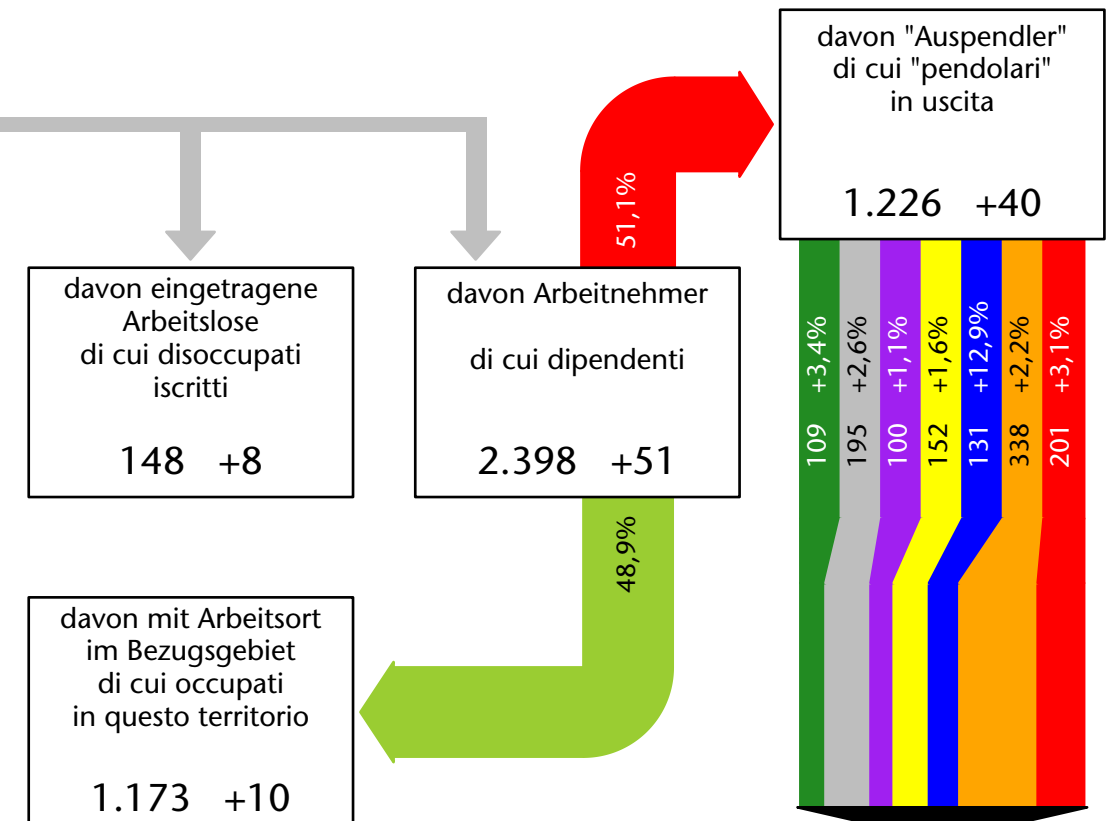 davon "Auspendler"
di cui "pendolari"
in uscita
1.226 +40
51,1%
davon eingetragene
Arbeitslose
di cui disoccupati
iscritti
148 +8
davon Arbeitnehmer
di cui dipendenti
2.398 +51
109 +3,4%
195 +2,6%
100 +1,1%
152 +1,6%
131 +12,9%
338 +2,2%
201 +3,1%
48,9%
davon mit Arbeitsort
im Bezugsgebiet
di cui occupati
in questo territorio
1.173 +10